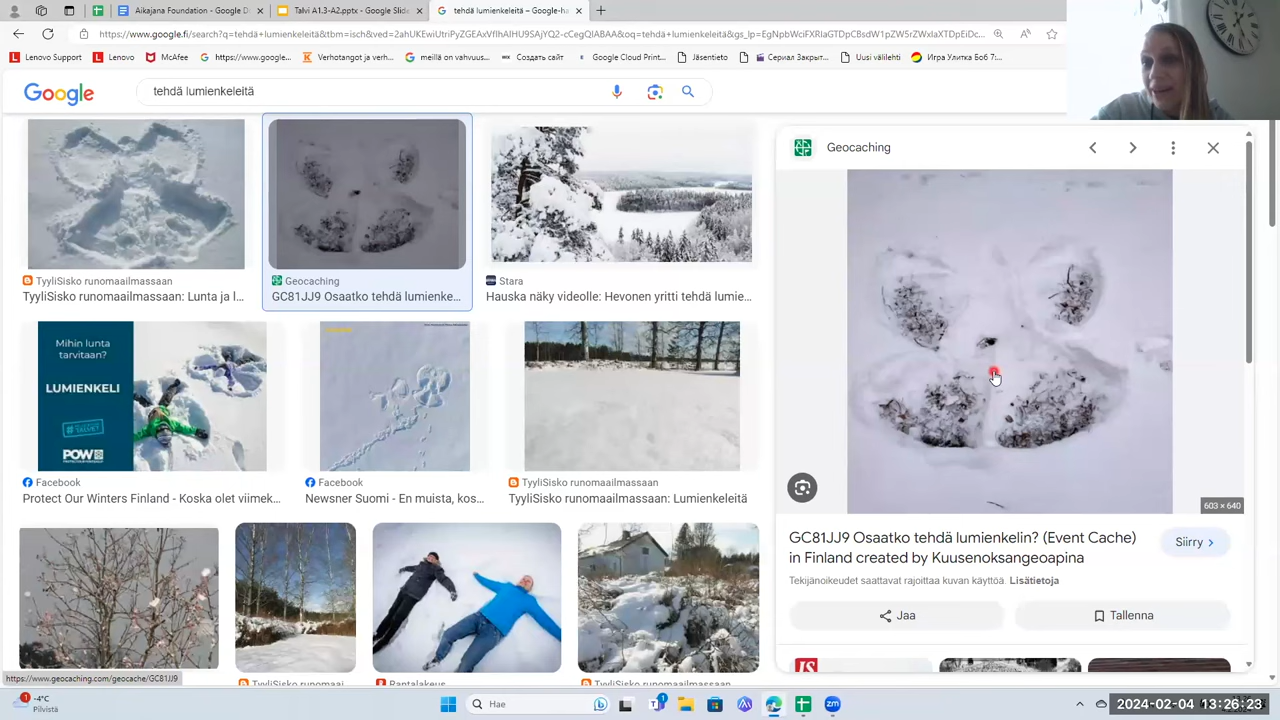 Aikajana Foundation - Google D
Talvi A1.3-A2.pptx - Google Slide
tehdä lumienkeleitä – Google-ha
Lenovo Support
Lenovo
McAfee
https://www.google...
Verhotangot ja verh...
meillä on vahvuus...
Создать сайт
Google Cloud Print...
Jäsentieto
Сериал Закрыт...
Uusi välilehti
Игра Улитка Боб 7:...
Google
tehdä lumienkeleitä
Geocaching
TyyliSisko runomaailmassaan
TyyliSisko runomaailmassaan: Lunta ja l...
Geocaching
GC81JJ9 Osaatko tehdä lumienke...
Stara
Hauska näky videolle: Hevonen yritti tehdä lumie...
Mihin lunta
tarvitaan?
LUMIENKELI
POW
Facebook
Protect Our Winters Finland - Koska olet viimek...
Facebook
Newsner Suomi - En muista, kos...
TyyliSisko runomaailmassaan
TyyliSisko runomaailmassaan: Lumienkeleitä
603 × 640
GC81JJ9 Osaatko tehdä lumienkelin? (Event Cache)
in Finland created by Kuusenoksangeoapina
Siirry
Tekijänoikeudet saattavat rajoittaa kuvan käyttöä. Lisätietoja
Jaa
Tallenna
https://www.geocaching.com/geocache/GC81JJ9
-4°C
Pilvistä
Hae
2024-02-04 13:26:23